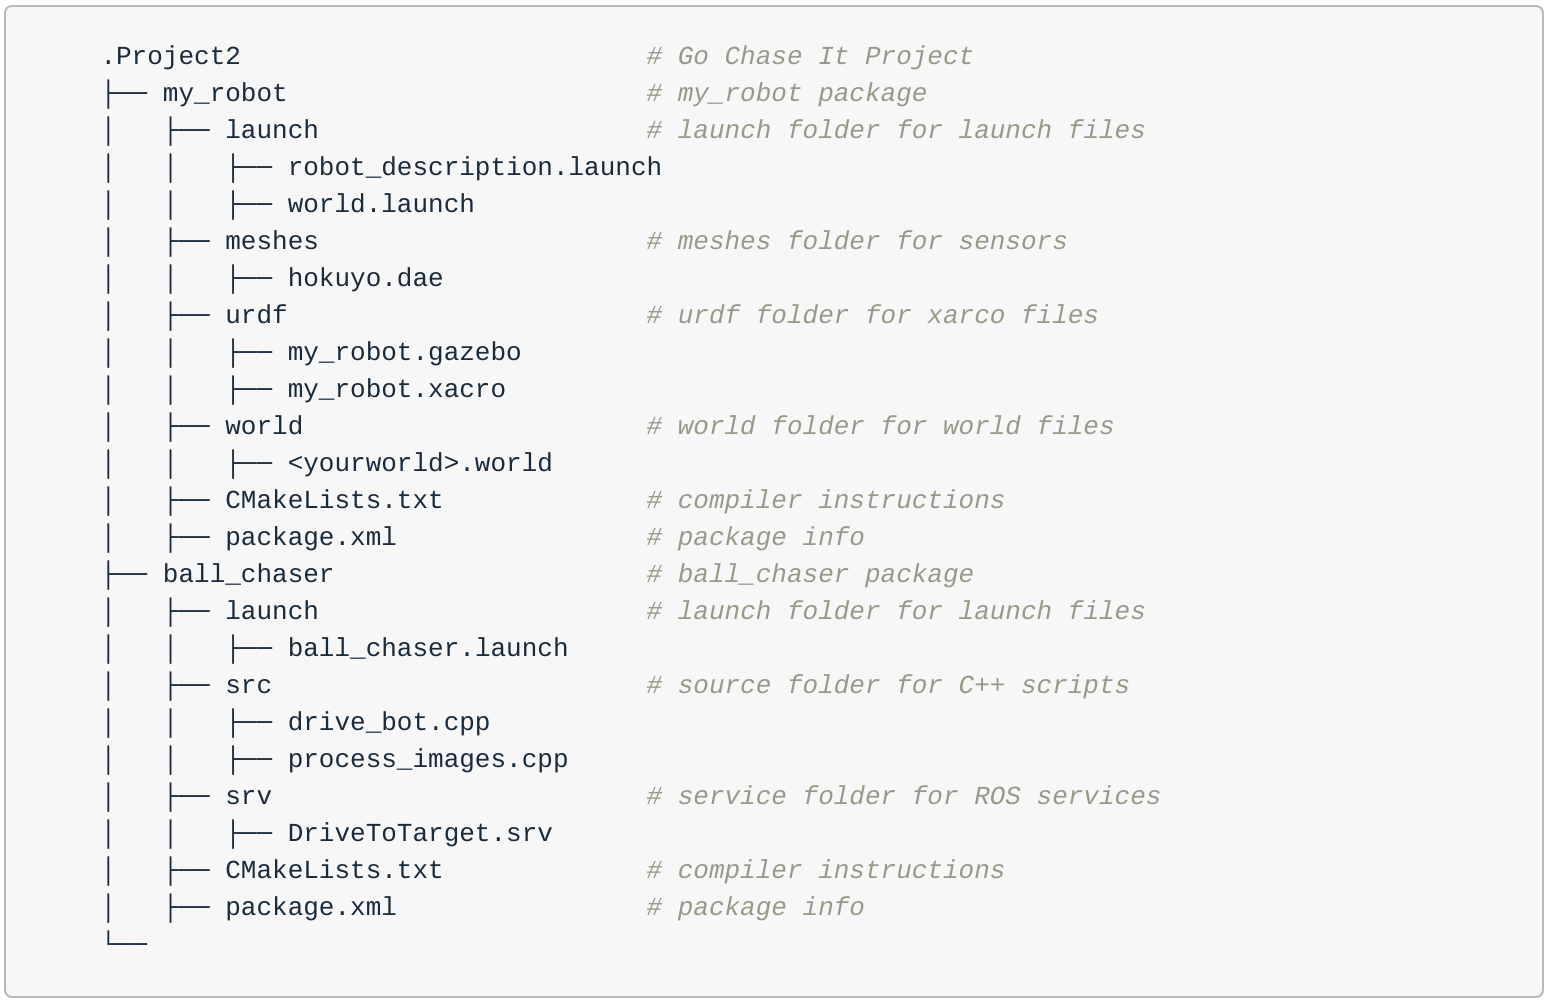 .Project2                          # Go Chase It Project
├── my_robot                       # my_robot package
│   ├── launch                     # launch folder for launch files
│   │   ├── robot_description.launch
│   │   ├── world.launch
│   ├── meshes                     # meshes folder for sensors
│   │   ├── hokuyo.dae
│   ├── urdf                       # urdf folder for xarco files
│   │   ├── my_robot.gazebo
│   │   ├── my_robot.xacro
│   ├── world                      # world folder for world files
│   │   ├── <yourworld>.world
│   ├── CMakeLists.txt             # compiler instructions
│   ├── package.xml                # package info
├── ball_chaser                    # ball_chaser package
│   ├── launch                     # launch folder for launch files
│   │   ├── ball_chaser.launch
│   ├── src                        # source folder for C++ scripts
│   │   ├── drive_bot.cpp
│   │   ├── process_images.cpp
│   ├── srv                        # service folder for ROS services
│   │   ├── DriveToTarget.srv
│   ├── CMakeLists.txt             # compiler instructions
│   ├── package.xml                # package info
└──